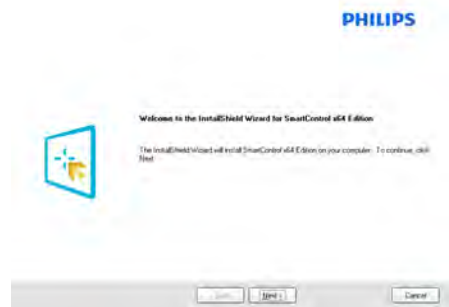 PHILIPS
Welcome to the InstallShield Wizard for SmartControl x64 Edition
The InstallShield Wizard will install SmartControl x64 Edition on your computer. To continue, click
Next
Next >
Cancel